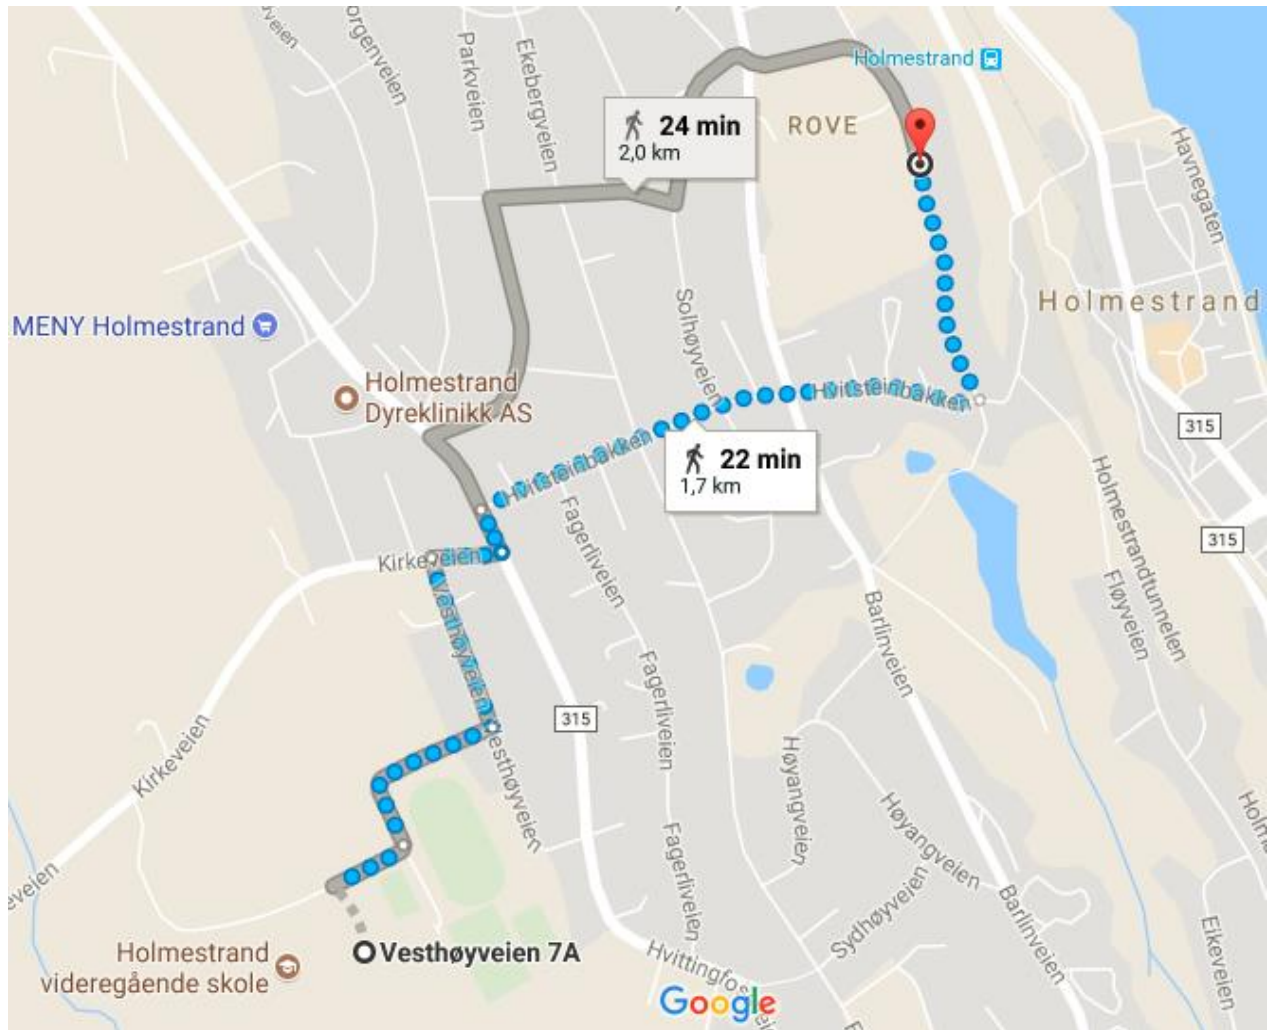 Holmestrand
ROVE
24 min
2,0 km
Parkveien
Ekebergveien
Havnegaten
MENY Holmestrand
Holmestrand
Solhøyveien
Holmestrand
Dyreklinikk AS
Hvitsteinbakken
315
22 min
1,7 km
Hvitsteinbakken
Holmestrandtunnelen
315
Fagerliveien
Kirkeveien
Vesthøyveien
Fløyveien
Barlinveien
Fagerliveien
315
Vesthøyveien
Kirkeveien
Høyangveien
Høyangveien
Fagerliveien
Sydhøyveien
Barlinveien
Eikeveien
Vesthøyveien 7A
Holmestrand
videregående skole
Google